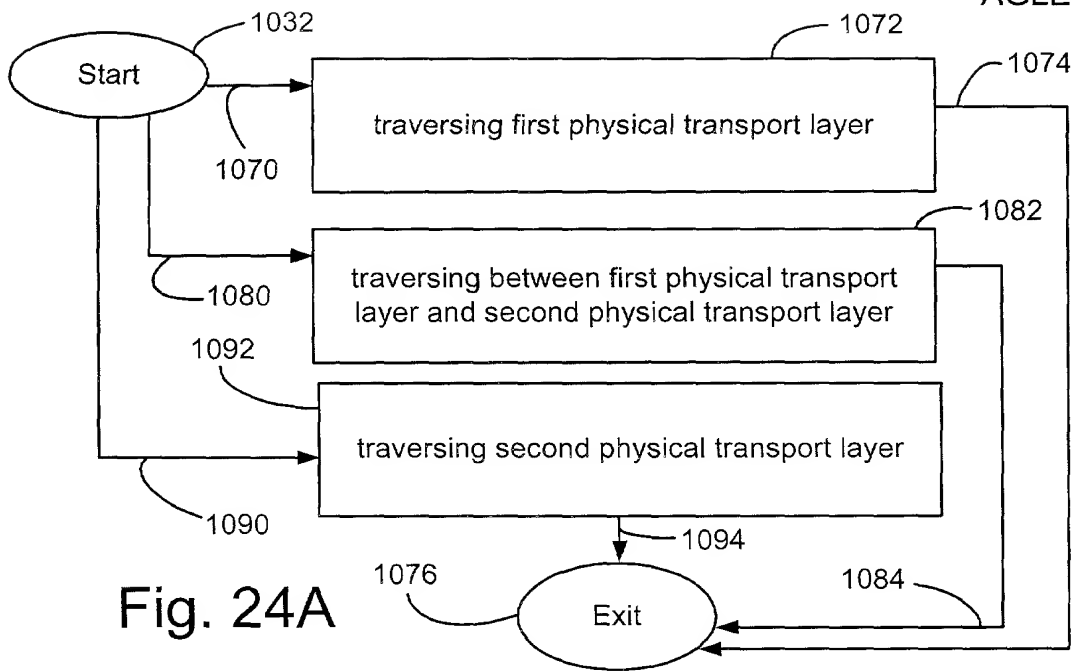 1032
Start
1070
1072
1074
traversing first physical transport layer
1080
1082
traversing between first physical transport
layer and second physical transport layer
1092
traversing second physical transport layer
1090
1094
1076
Exit
1084
Fig. 24A